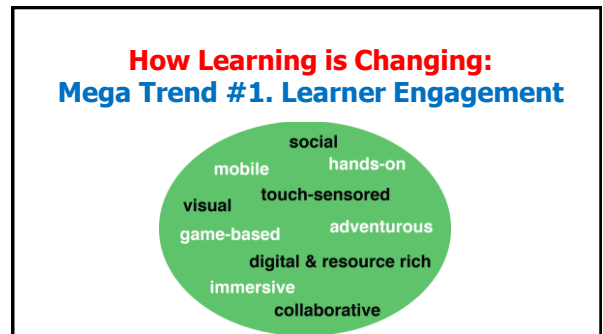 How Learning is Changing:
Mega Trend #1. Learner Engagement
social
mobile hands-on
touch-sensored
visual
game-based adventurous
digital & resource rich
immersive
collaborative